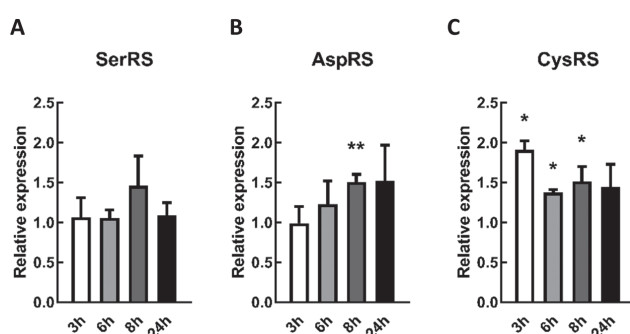 A
SerRS
Relative expression
2.5
2.0
1.5
1.0
0.5
0.0
3h
6h
8h
24h
B
AspRS
Relative expression
2.5
2.0
1.5
1.0
0.5
0.0
**
3h
6h
8h
24h
C
CysRS
Relative expression
2.5
2.0
1.5
1.0
0.5
0.0
*
*
*
3h
6h
8h
24h